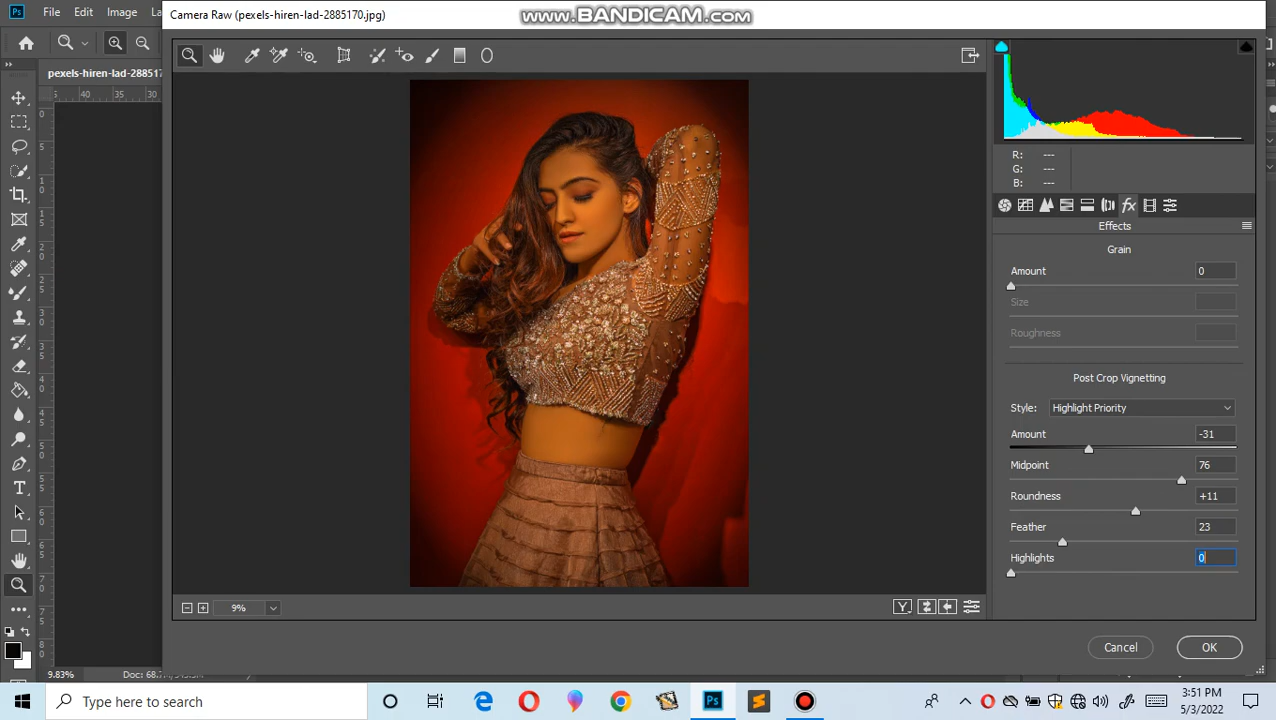 File Edit Image La
Camera Raw (pexels-hiren-lad-2885170.jpg)
www.BANDICAM.com
pexels-hiren-lad-28851
R: ---
G: ---
B: ---
Effects
Grain
Amount 0
Size
Roughness
Post Crop Vignetting
Style: Highlight Priority
Amount -31
Midpoint 76
Roundness +11
Feather 23
Highlights 0
9%
Cancel OK
9.83%
Type here to search
3:51 PM
5/3/2022